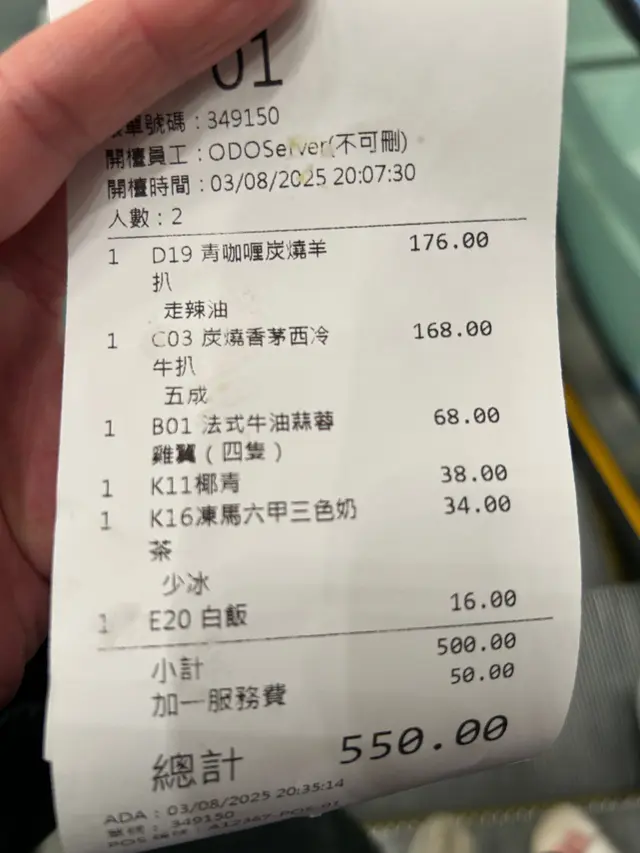 01
單號碼：349150
開檯員工：ODOServer(不可刪)
開檯時間：03/08/2025 20:07:30
人數：2
1 D19 青咖喱炭燒羊 176.00
扒
走辣油
1 C03 炭燒香茅西冷 168.00
牛扒
五成
1 B01 法式牛油蒜蓉 68.00
雞翼（四隻）
1 K11椰青 38.00
1 K16凍馬六甲三色奶 34.00
茶
少冰
1 E20 白飯 16.00
小計 500.00
加一服務費 50.00
總計 550.00
ADA：03/08/2025 20:35:14
單碼：349150